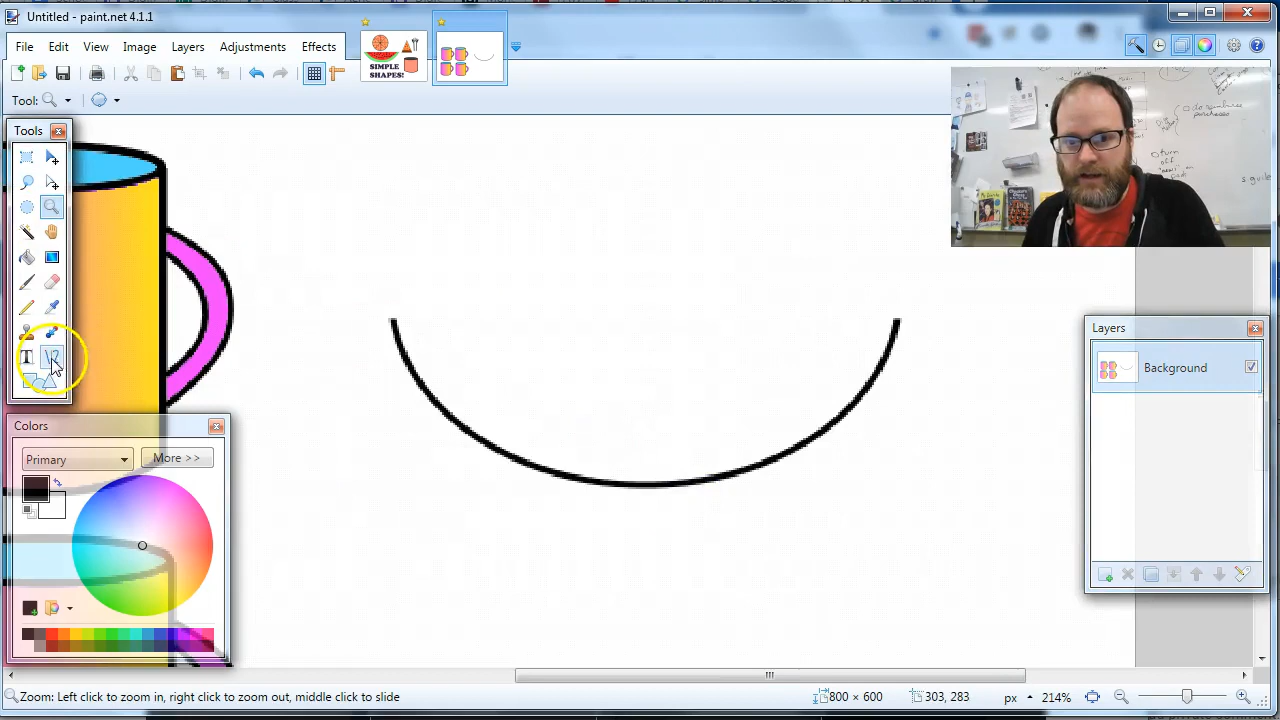 Untitled - paint.net 4.1.1
File Edit View Image Layers Adjustments Effects
SIMPLE
SHAPES!
Tool:
Tools
T
Colors
Primary
More >>
Layers
Background
Zoom: Left click to zoom in, right click to zoom out, middle click to slide
800 × 600
303, 283
px
214%